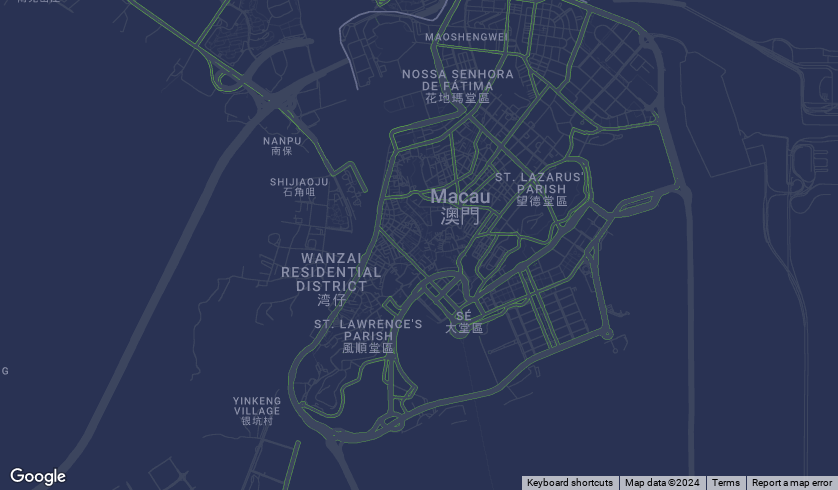 MAOSHENGWEI
NOSSA SENHORA
DE FÁTIMA
花地瑪堂區
NANPU
南保
SHIJIAOJU
石角咀
ST. LAZARUS'
PARISH
望德堂區
Macau
澳門
WANZAI
RESIDENTIAL
DISTRICT
湾仔
ST. LAWRENCE'S
PARISH
風順堂區
SÉ
大堂區
G
YINKENG
VILLAGE
银坑村
Google
Keyboard shortcuts
Map data ©2024
Terms
Report a map error